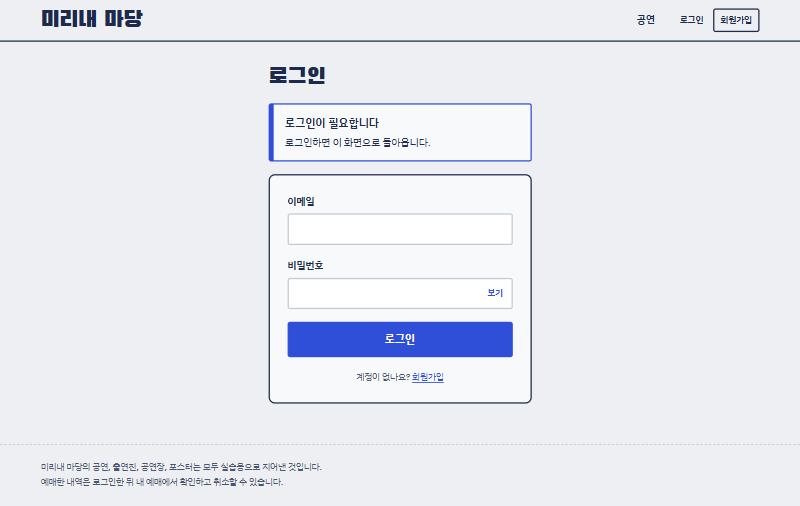 미리내 마당
공연
로그인
회원가입
로그인
로그인이 필요합니다
로그인하면 이 화면으로 돌아옵니다.
이메일
비밀번호
보기
로그인
계정이 없나요? 회원가입
미리내 마당의 공연, 출연진, 공연장, 포스터는 모두 실습용으로 지어낸 것입니다.
예매한 내역은 로그인한 뒤 내 예매에서 확인하고 취소할 수 있습니다.